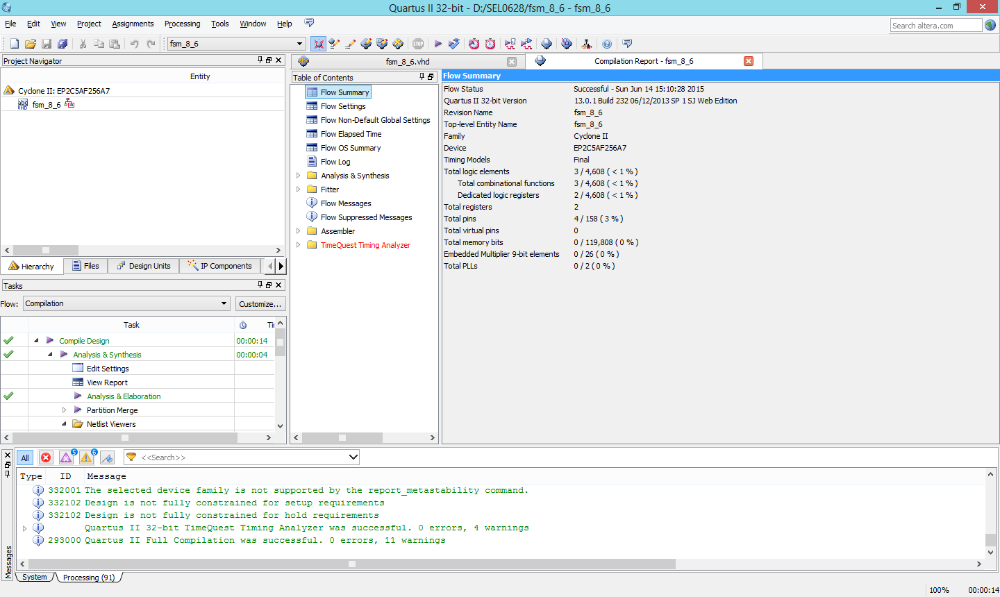 Quartus II 32-bit - D:/SEL0628/fsm_8_6 - fsm_8_6
File Edit View Project Assignments Processing Tools Window Help
Search altera.com
fsm_8_6
Project Navigator
Entity
Cyclone II: EP2C5AF256A7
abc
VHD
fsm_8_6
Hierarchy Files Design Units IP Components
Tasks
Flow: Compilation Customize...
Task Tir
Compile Design 00:00:14
Analysis & Synthesis 00:00:04
Edit Settings
View Report
Analysis & Elaboration
Partition Merge
Netlist Viewers
fsm_8_6.vhd
Compilation Report - fsm_8_6
Table of Contents
Flow Summary
Flow Settings
Flow Non-Default Global Settings
Flow Elapsed Time
Flow OS Summary
Flow Log
Analysis & Synthesis
Fitter
Flow Messages
Flow Suppressed Messages
Assembler
TimeQuest Timing Analyzer
Flow Summary
Flow Status Successful - Sun Jun 14 15:10:28 2015
Quartus II 32-bit Version 13.0.1 Build 232 06/12/2013 SP 1 SJ Web Edition
Revision Name fsm_8_6
Top-level Entity Name fsm_8_6
Family Cyclone II
Device EP2C5AF256A7
Timing Models Final
Total logic elements 3 / 4,608 ( < 1 % )
Total combinational functions 3 / 4,608 ( < 1 % )
Dedicated logic registers 2 / 4,608 ( < 1 % )
Total registers 2
Total pins 4 / 158 ( 3 % )
Total virtual pins 0
Total memory bits 0 / 119,808 ( 0 % )
Embedded Multiplier 9-bit elements 0 / 26 ( 0 % )
Total PLLs 0 / 2 ( 0 % )
All 5 6 <<Search>>
Type ID Message
332001 The selected device family is not supported by the report_metastability command.
332102 Design is not fully constrained for setup requirements
332102 Design is not fully constrained for hold requirements
Quartus II 32-bit TimeQuest Timing Analyzer was successful. 0 errors, 4 warnings
293000 Quartus II Full Compilation was successful. 0 errors, 11 warnings
Messages
System Processing (91)
100% 00:00:14